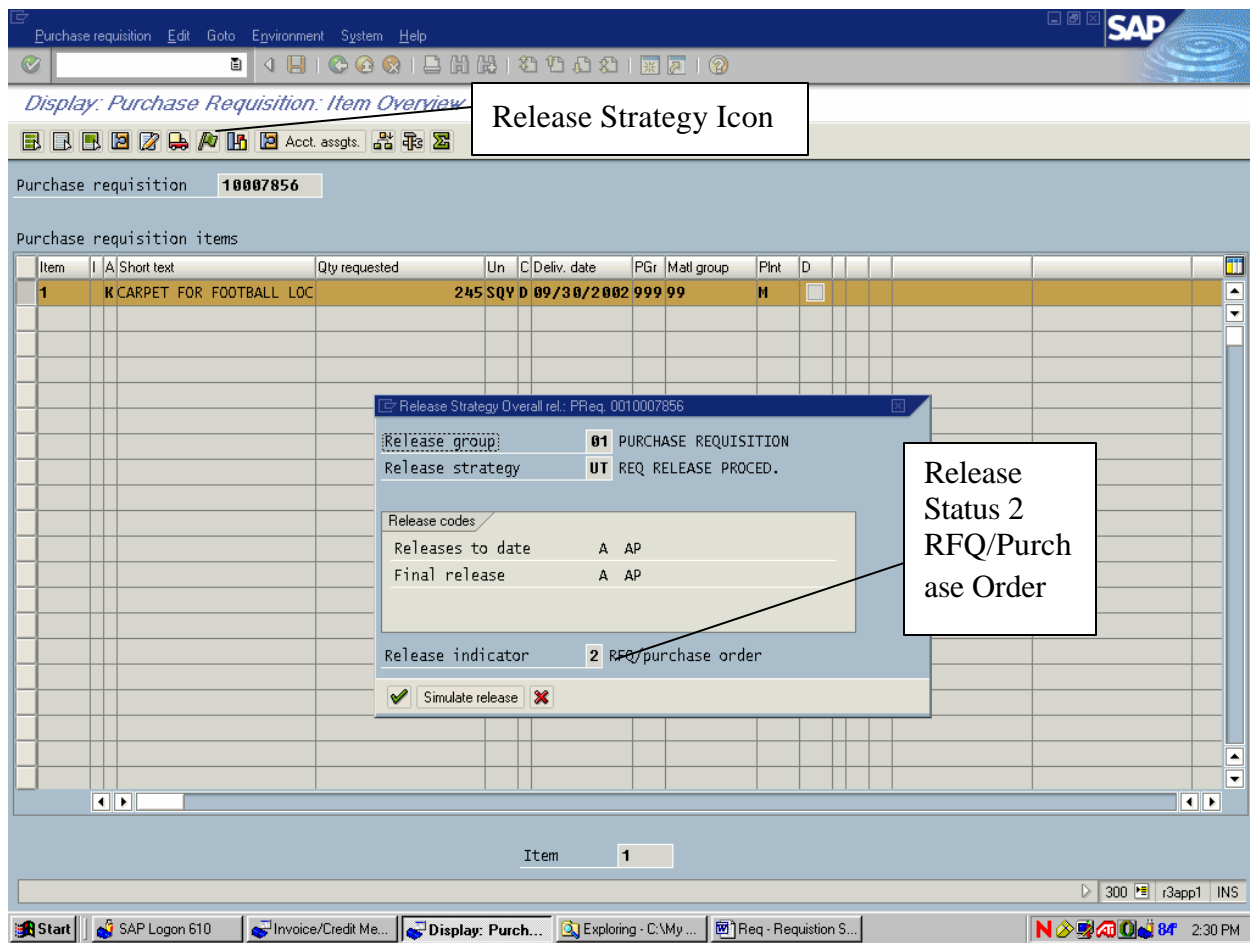 Purchase requisition Edit Goto Environment System Help
SAP
Display: Purchase Requisition: Item Overview
Release Strategy Icon
Acct. assgts.
Purchase requisition 10007856
Purchase requisition items
Item I A Short text Qty requested Un C Deliv. date PGr Matl group Plnt D
1 K CARPET FOR FOOTBALL LOC 245 SQY D 09/30/2002 999 99 M
Release Strategy Overall rel.: PReq. 0010007856
Release group 01 PURCHASE REQUISITION
Release strategy UT REQ RELEASE PROCED.
Release codes
Releases to date A AP
Final release A AP
Release indicator 2 RFQ/purchase order
Simulate release
Release
Status 2
RFQ/Purch
ase Order
Item 1
300 r3app1 INS
Start SAP Logon 610 Invoice/Credit Me... Display: Purch... Exploring - C:\My ... Req - Requistion S... N 84° 2:30 PM